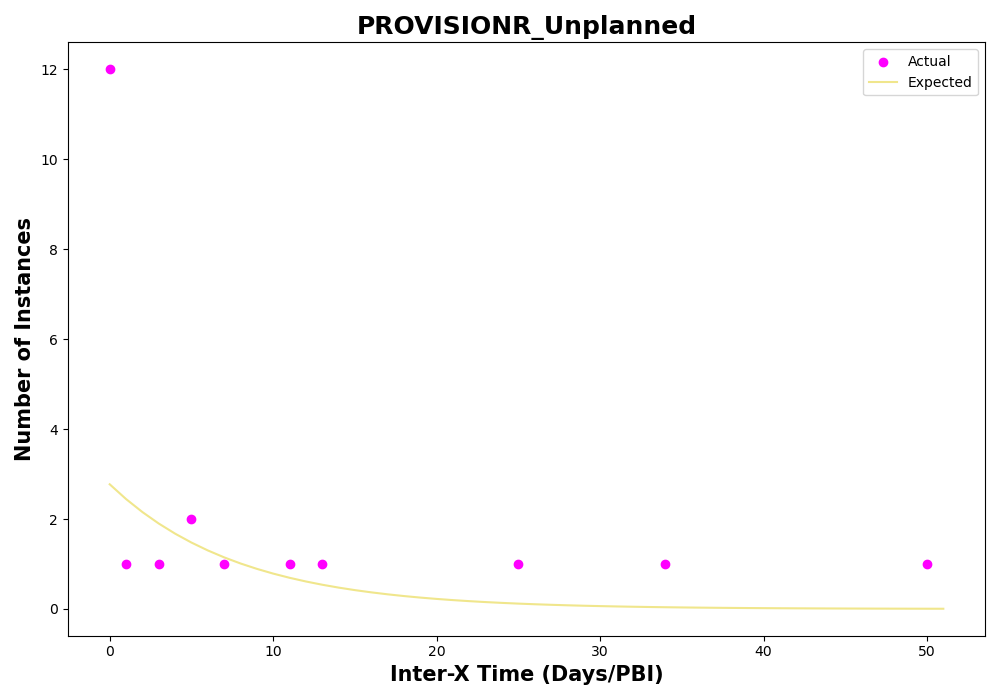 PROVISIONR_Unplanned
Actual
Expected
Number of Instances
12
10
8
6
4
2
0
0 10 20 30 40 50
Inter-X Time (Days/PBI)